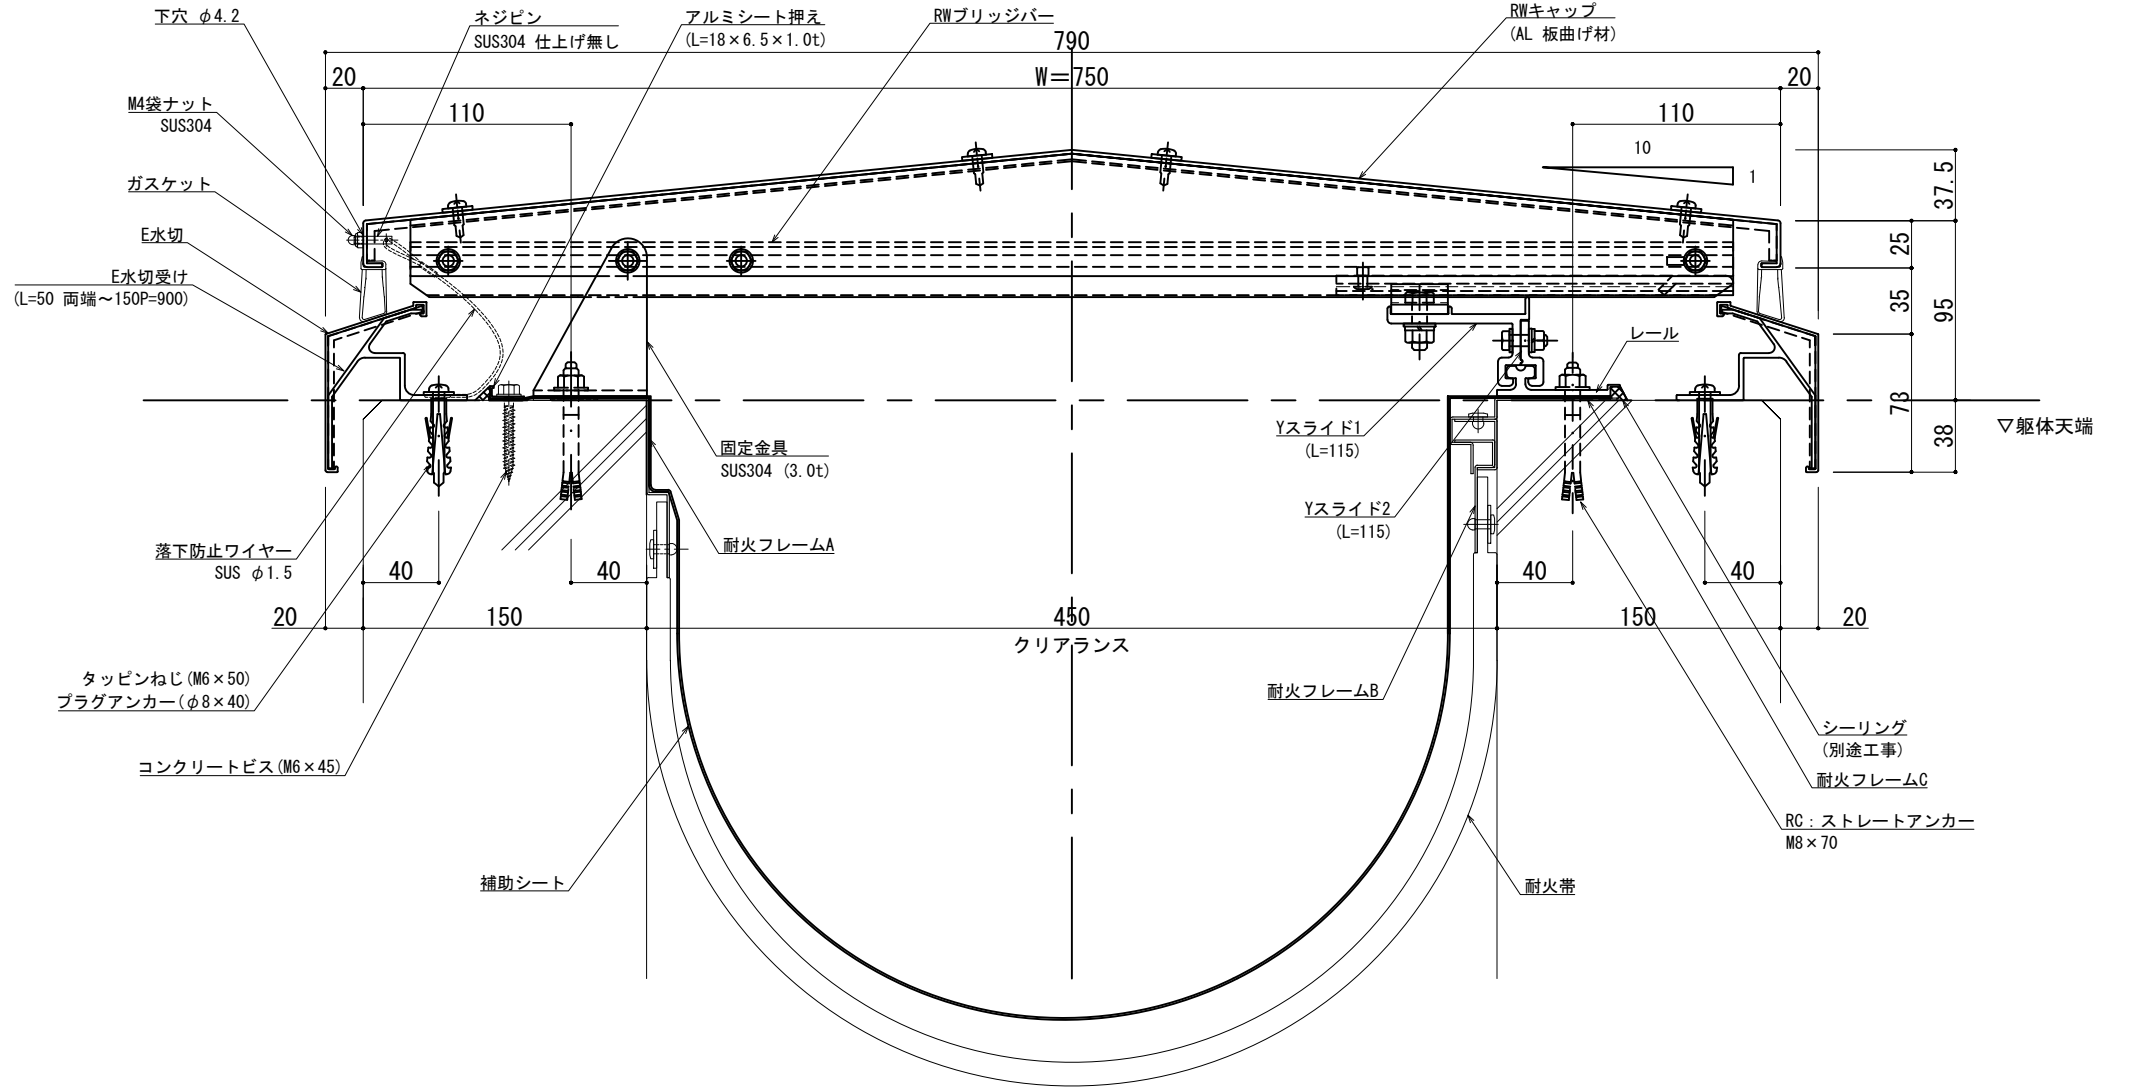 下穴 φ4.2
ネジピン
SUS304 仕上げ無し
アルミシート押え
(L=18×6.5×1.0t)
RWブリッジバー
RWキャップ
(AL 板曲げ材)
790
20
W=750
20
M4袋ナット
SUS304
110
110
10
1
ガスケット
E水切
E水切受け
(L=50 両端～150P=900)
37.5
25
35
95
73
38
レール
▽躯体天端
固定金具
SUS304 (3.0t)
Yスライド1
(L=115)
Yスライド2
(L=115)
落下防止ワイヤー
SUS φ1.5
耐火フレームA
40
40
40
40
20
150
450
150
20
クリアランス
タッピンねじ(M6×50)
プラグアンカー(φ8×40)
耐火フレームB
シーリング
(別途工事)
コンクリートビス(M6×45)
耐火フレームC
RC：ストレートアンカー
M8×70
補助シート
耐火帯